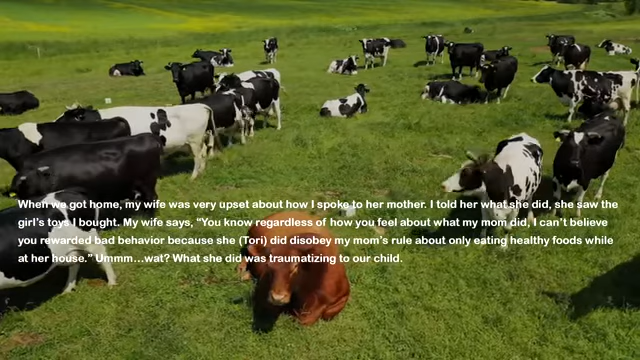 When we got home, my wife was very upset about how I spoke to her mother. I told her what she did, she saw the
girl's toys I bought. My wife says, "You know regardless of how you feel about what my mom did, I can't believe
you rewarded bad behavior because she (Tori) did disobey my mom's rule about only eating healthy foods while
at her house." Ummm...wat? What she did was traumatizing to our child.